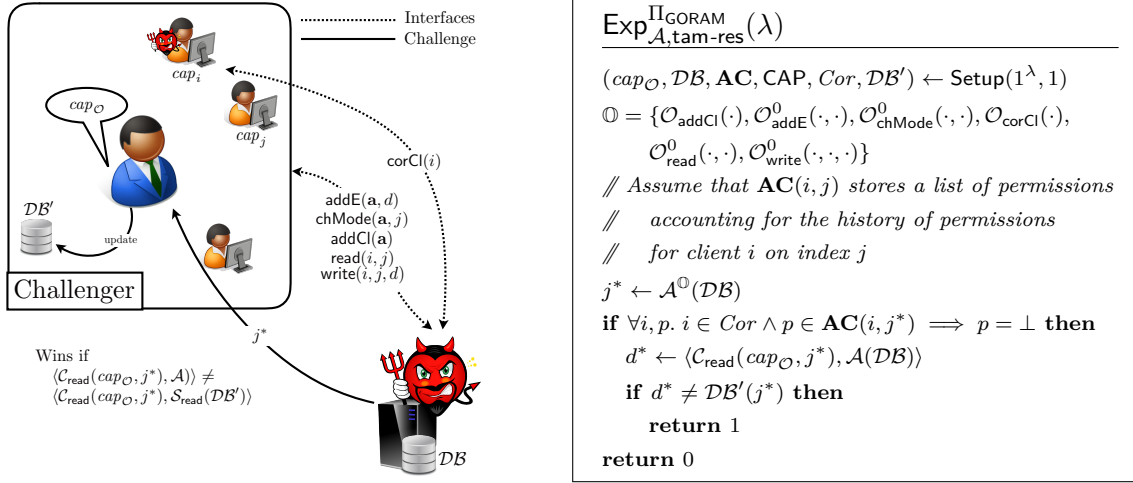 Interfaces
Challenge
cap_i
cap_j
cap_𝒪
corCl(i)
addE(𝐚, d)
chMode(𝐚, j)
addCl(𝐚)
read(i, j)
write(i, j, d)
𝒟ℬ′
update
Challenger
j*
Wins if
⟨𝒞_read(cap_𝒪, j*), 𝒜)⟩ ≠
⟨𝒞_read(cap_𝒪, j*), 𝒮_read(𝒟ℬ′)⟩
𝒟ℬ
Exp^{Π_GORAM}_{𝒜,tam-res}(λ)
(cap_𝒪, 𝒟ℬ, 𝐀𝐂, CAP, Cor, 𝒟ℬ′) ← Setup(1^λ, 1)
𝕆 = {𝒪_addCl(·), 𝒪^0_addE(·, ·), 𝒪^0_chMode(·, ·), 𝒪_corCl(·),
𝒪^0_read(·, ·), 𝒪^0_write(·, ·, ·)}
// Assume that 𝐀𝐂(i, j) stores a list of permissions
// accounting for the history of permissions
// for client i on index j
j* ← 𝒜^𝕆(𝒟ℬ)
if ∀i, p. i ∈ Cor ∧ p ∈ 𝐀𝐂(i, j*) ⟹ p = ⊥ then
d* ← ⟨𝒞_read(cap_𝒪, j*), 𝒜(𝒟ℬ)⟩
if d* ≠ 𝒟ℬ′(j*) then
return 1
return 0